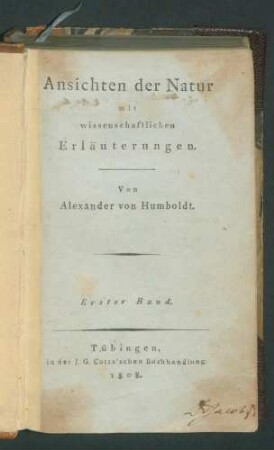 Ansichten der Natur
mit
wissenschaftlichen
Erläuterungen.
Von
Alexander von Humboldt.
Erster Band.
Tübingen,
in der J. G. Cotta'schen Buchhandlung
1808.